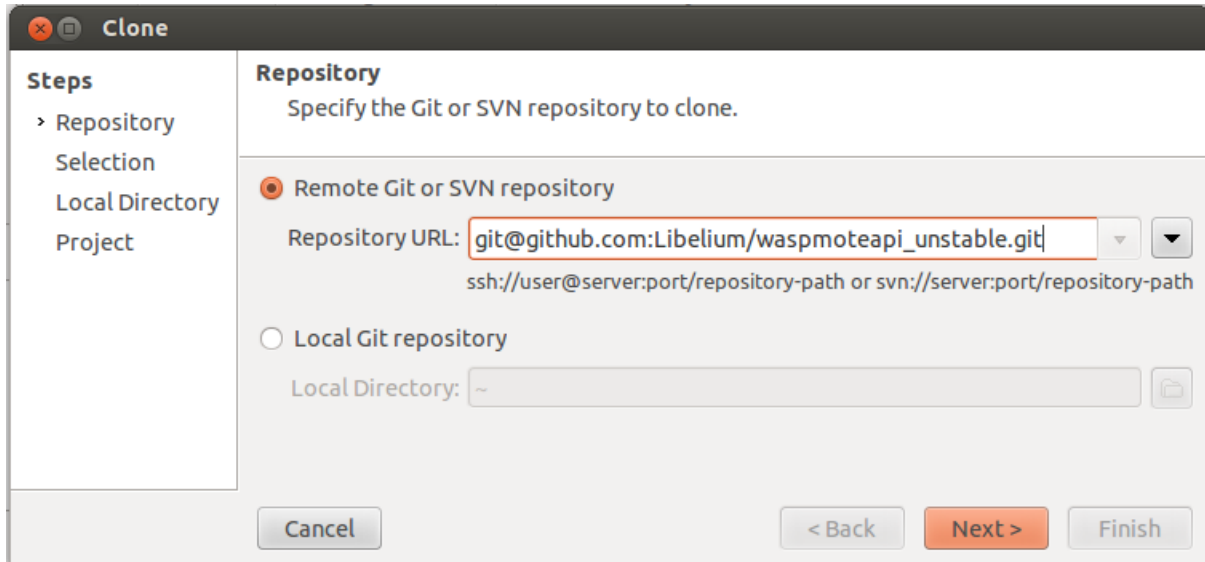 Clone
Steps
› Repository
Selection
Local Directory
Project
Repository
Specify the Git or SVN repository to clone.
Remote Git or SVN repository
Repository URL: git@github.com:Libelium/waspmoteapi_unstable.git
ssh://user@server:port/repository-path or svn://server:port/repository-path
Local Git repository
Local Directory: ~
Cancel < Back Next > Finish